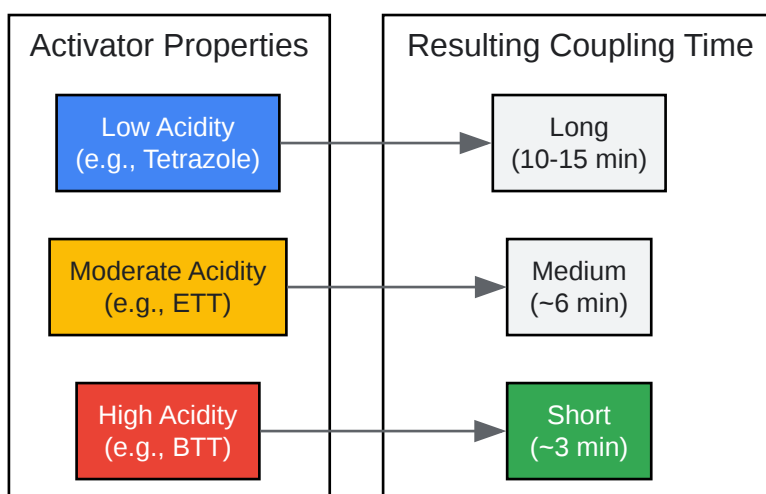 Activator Properties
Resulting Coupling Time
Low Acidity
(e.g., Tetrazole)
Long
(10-15 min)
Moderate Acidity
(e.g., ETT)
Medium
(~6 min)
High Acidity
(e.g., BTT)
Short
(~3 min)